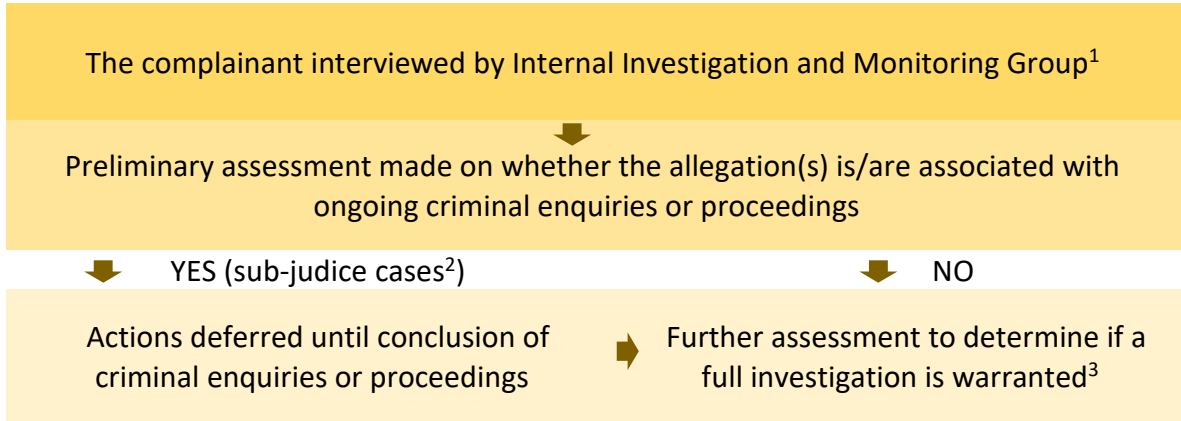 The complainant interviewed by Internal Investigation and Monitoring Group¹
Preliminary assessment made on whether the allegation(s) is/are associated with
ongoing criminal enquiries or proceedings
YES (sub-judice cases²)
NO
Actions deferred until conclusion of
criminal enquiries or proceedings
Further assessment to determine if a
full investigation is warranted³